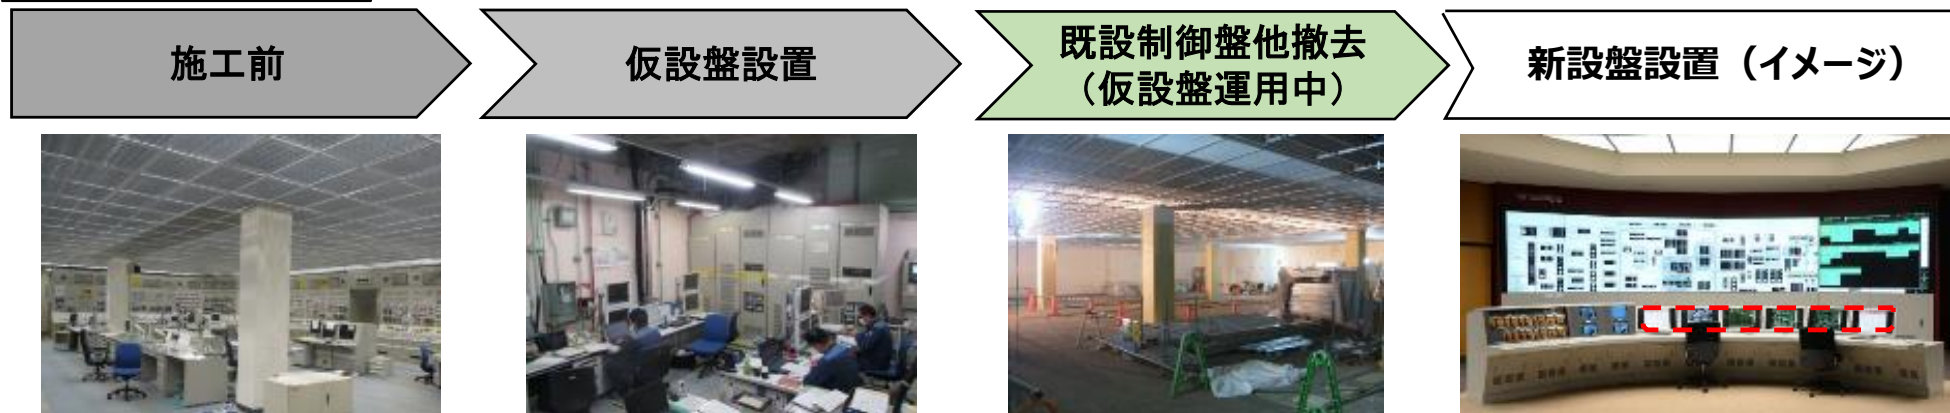 施工前
仮設盤設置
既設制御盤他撤去
（仮設盤運用中）
新設盤設置（イメージ）